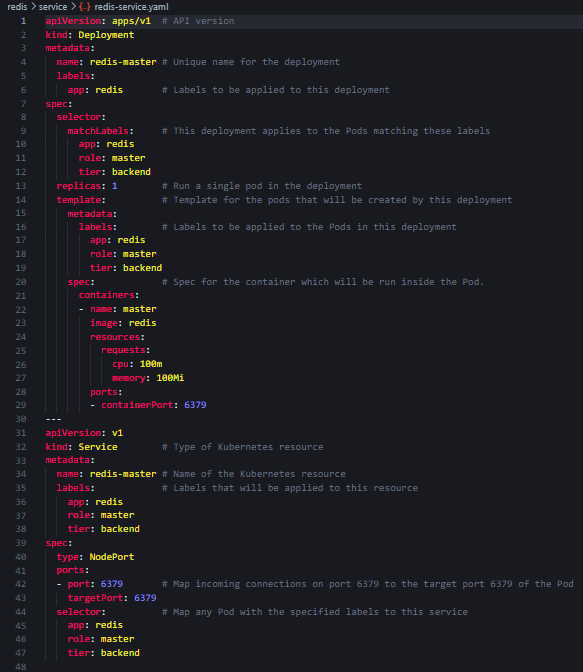 redis > service > {..} redis-service.yaml
1 apiVersion: apps/v1  # API version
2 kind: Deployment
3 metadata:
4   name: redis-master # Unique name for the deployment
5   labels:
6     app: redis       # Labels to be applied to this deployment
7 spec:
8   selector:
9     matchLabels:     # This deployment applies to the Pods matching these labels
10       app: redis
11       role: master
12       tier: backend
13   replicas: 1        # Run a single pod in the deployment
14   template:          # Template for the pods that will be created by this deployment
15     metadata:
16       labels:        # Labels to be applied to the Pods in this deployment
17         app: redis
18         role: master
19         tier: backend
20     spec:            # Spec for the container which will be run inside the Pod.
21       containers:
22       - name: master
23         image: redis
24         resources:
25           requests:
26             cpu: 100m
27             memory: 100Mi
28         ports:
29         - containerPort: 6379
30 ---
31 apiVersion: v1
32 kind: Service        # Type of Kubernetes resource
33 metadata:
34   name: redis-master # Name of the Kubernetes resource
35   labels:            # Labels that will be applied to this resource
36     app: redis
37     role: master
38     tier: backend
39 spec:
40   type: NodePort
41   ports:
42   - port: 6379       # Map incoming connections on port 6379 to the target port 6379 of the Pod
43     targetPort: 6379
44   selector:          # Map any Pod with the specified labels to this service
45     app: redis
46     role: master
47     tier: backend
48